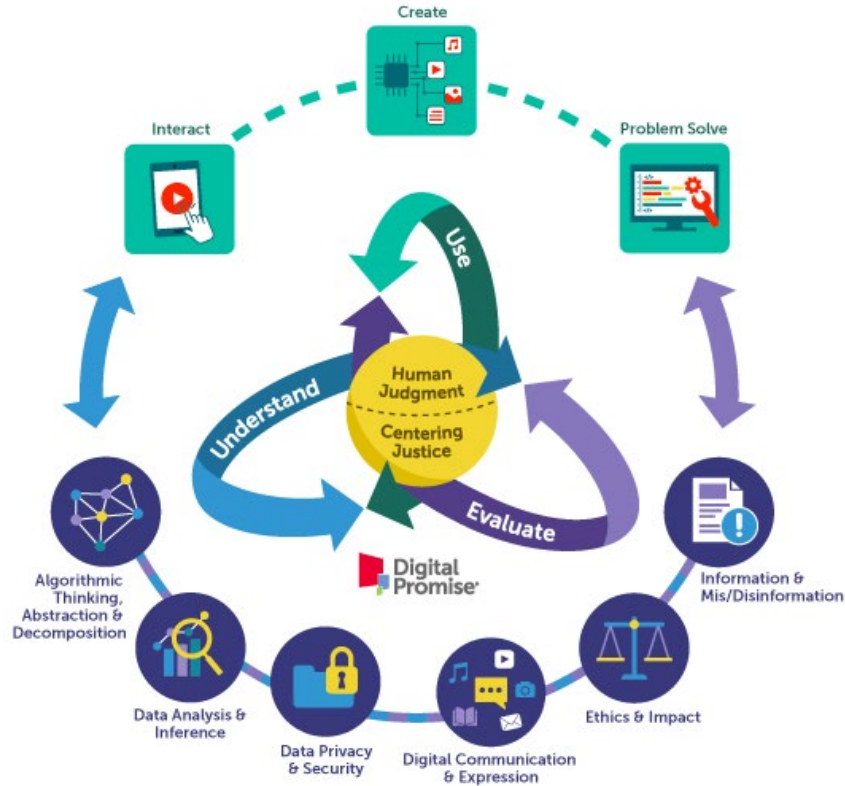 Create
Interact
Problem Solve
Use
Understand
Human
Judgment
Centering
Justice
Evaluate
Digital
Promise
Algorithmic
Thinking,
Abstraction &
Decomposition
Data Analysis &
Inference
Data Privacy
& Security
Digital Communication
& Expression
Ethics & Impact
Information &
Mis/Disinformation